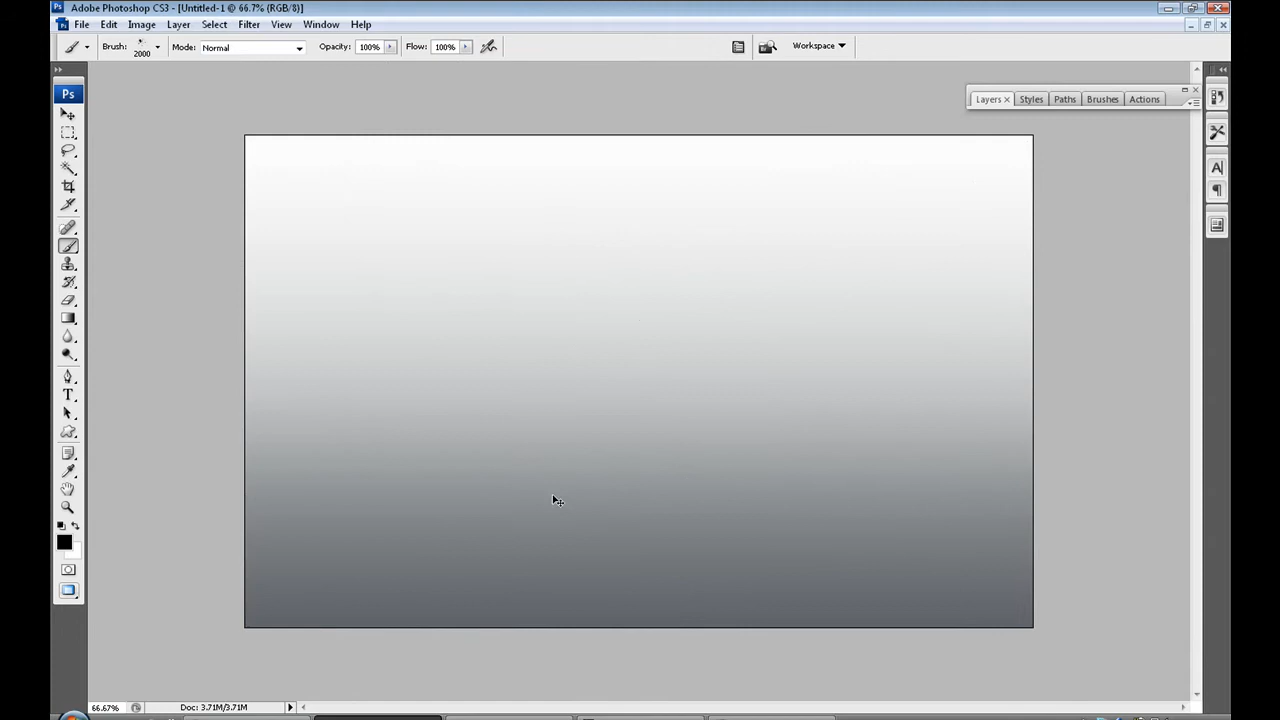 Adobe Photoshop CS3 - [Untitled-1 @ 66.7% (RGB/8)]
File Edit Image Layer Select Filter View Window Help
Brush: 2000 Mode: Normal Opacity: 100% Flow: 100% Workspace
Ps
Layers Styles Paths Brushes Actions
66.67% Doc: 3.71M/3.71M